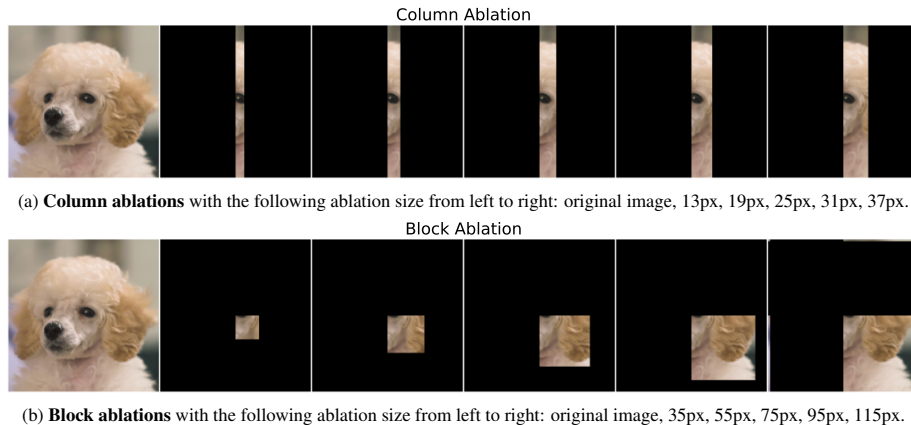 Column Ablation
(a) Column ablations with the following ablation size from left to right: original image, 13px, 19px, 25px, 31px, 37px.
Block Ablation
(b) Block ablations with the following ablation size from left to right: original image, 35px, 55px, 75px, 95px, 115px.